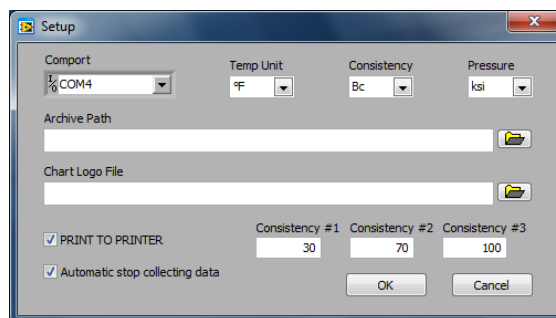 Setup
Comport Temp Unit Consistency Pressure
I/O COM4 °F Bc ksi
Archive Path
Chart Logo File
Consistency #1 Consistency #2 Consistency #3
PRINT TO PRINTER
30 70 100
Automatic stop collecting data
OK Cancel